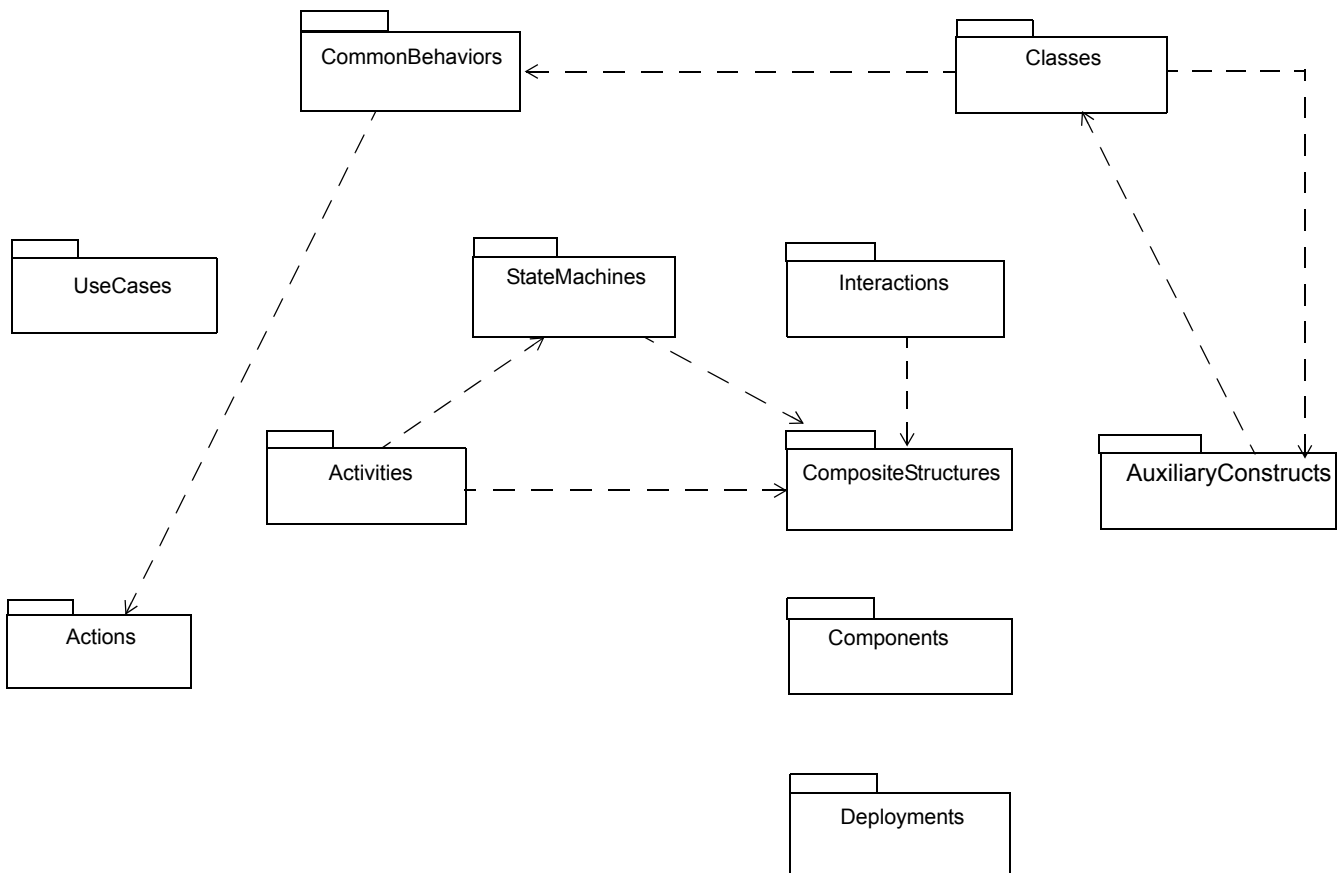 CommonBehaviors
Classes
UseCases
StateMachines
Interactions
Activities
CompositeStructures
AuxiliaryConstructs
Actions
Components
Deployments